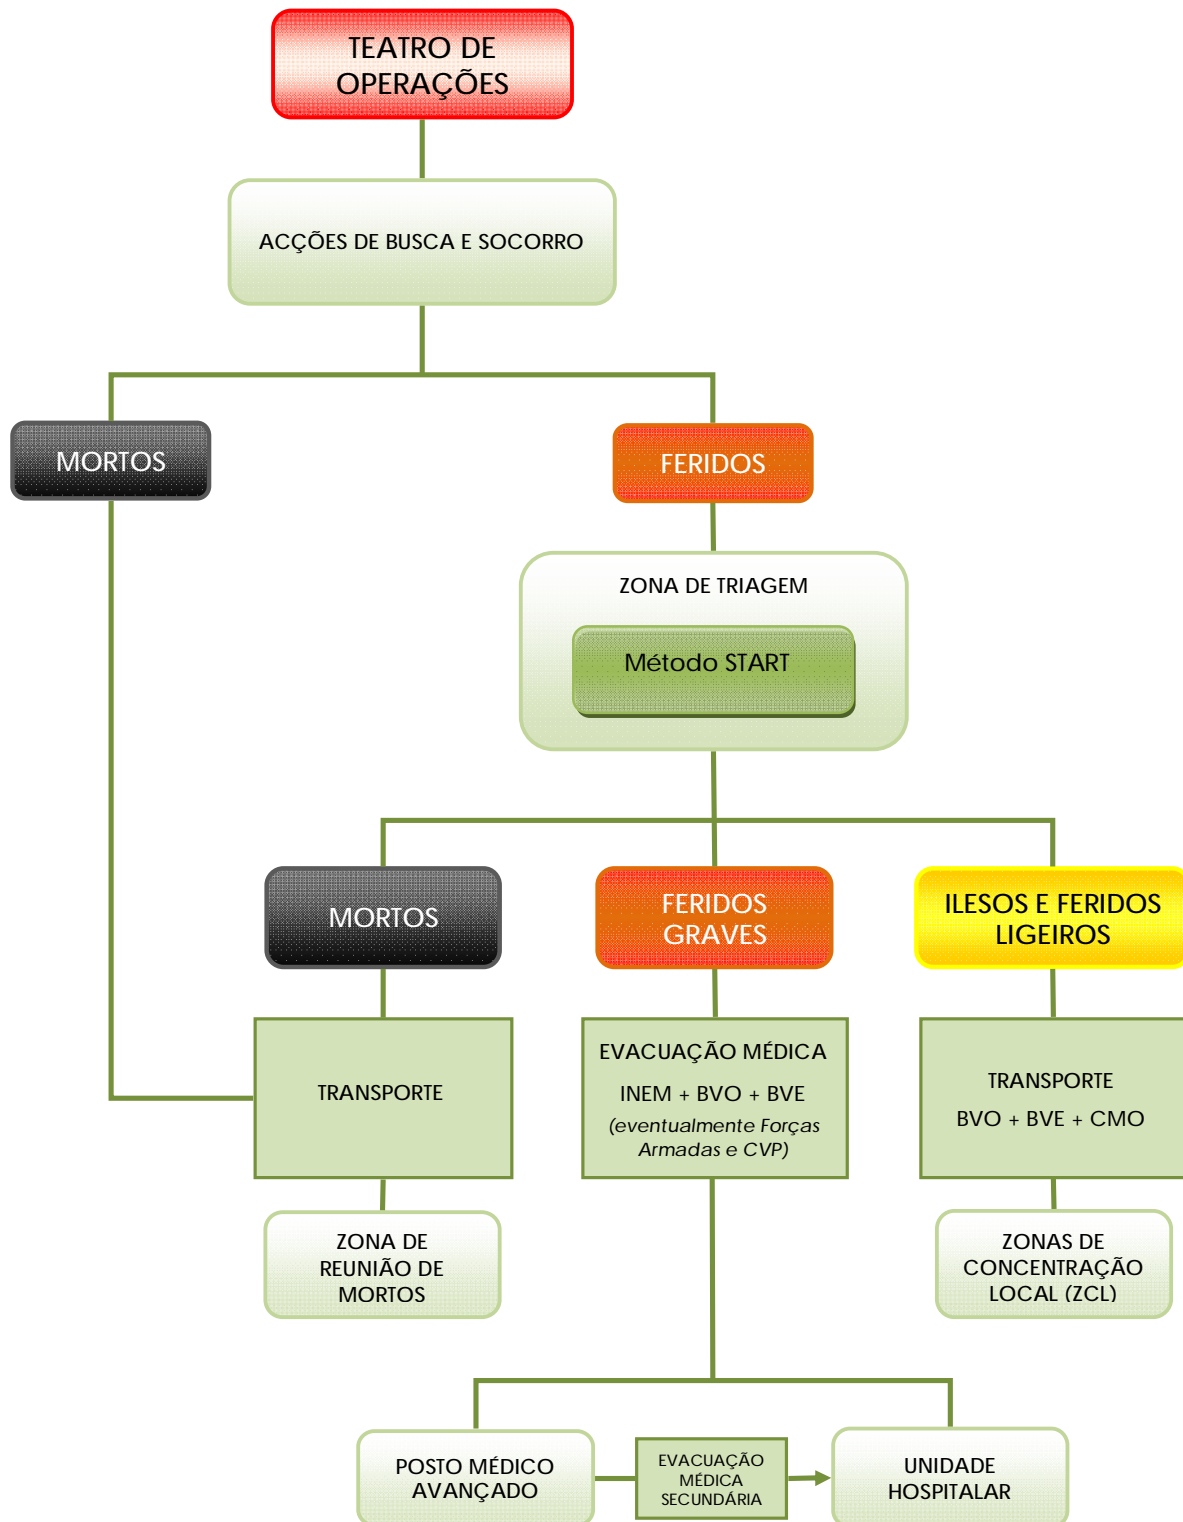 TEATRO DE
OPERAÇÕES
ACÇÕES DE BUSCA E SOCORRO
MORTOS
FERIDOS
ZONA DE TRIAGEM
Método START
MORTOS
FERIDOS
GRAVES
ILESOS E FERIDOS
LIGEIROS
TRANSPORTE
EVACUAÇÃO MÉDICA
INEM + BVO + BVE
(eventualmente Forças
Armadas e CVP)
TRANSPORTE
BVO + BVE + CMO
ZONA DE
REUNIÃO DE
MORTOS
ZONAS DE
CONCENTRAÇÃO
LOCAL (ZCL)
POSTO MÉDICO
AVANÇADO
EVACUAÇÃO
MÉDICA
SECUNDÁRIA
UNIDADE
HOSPITALAR